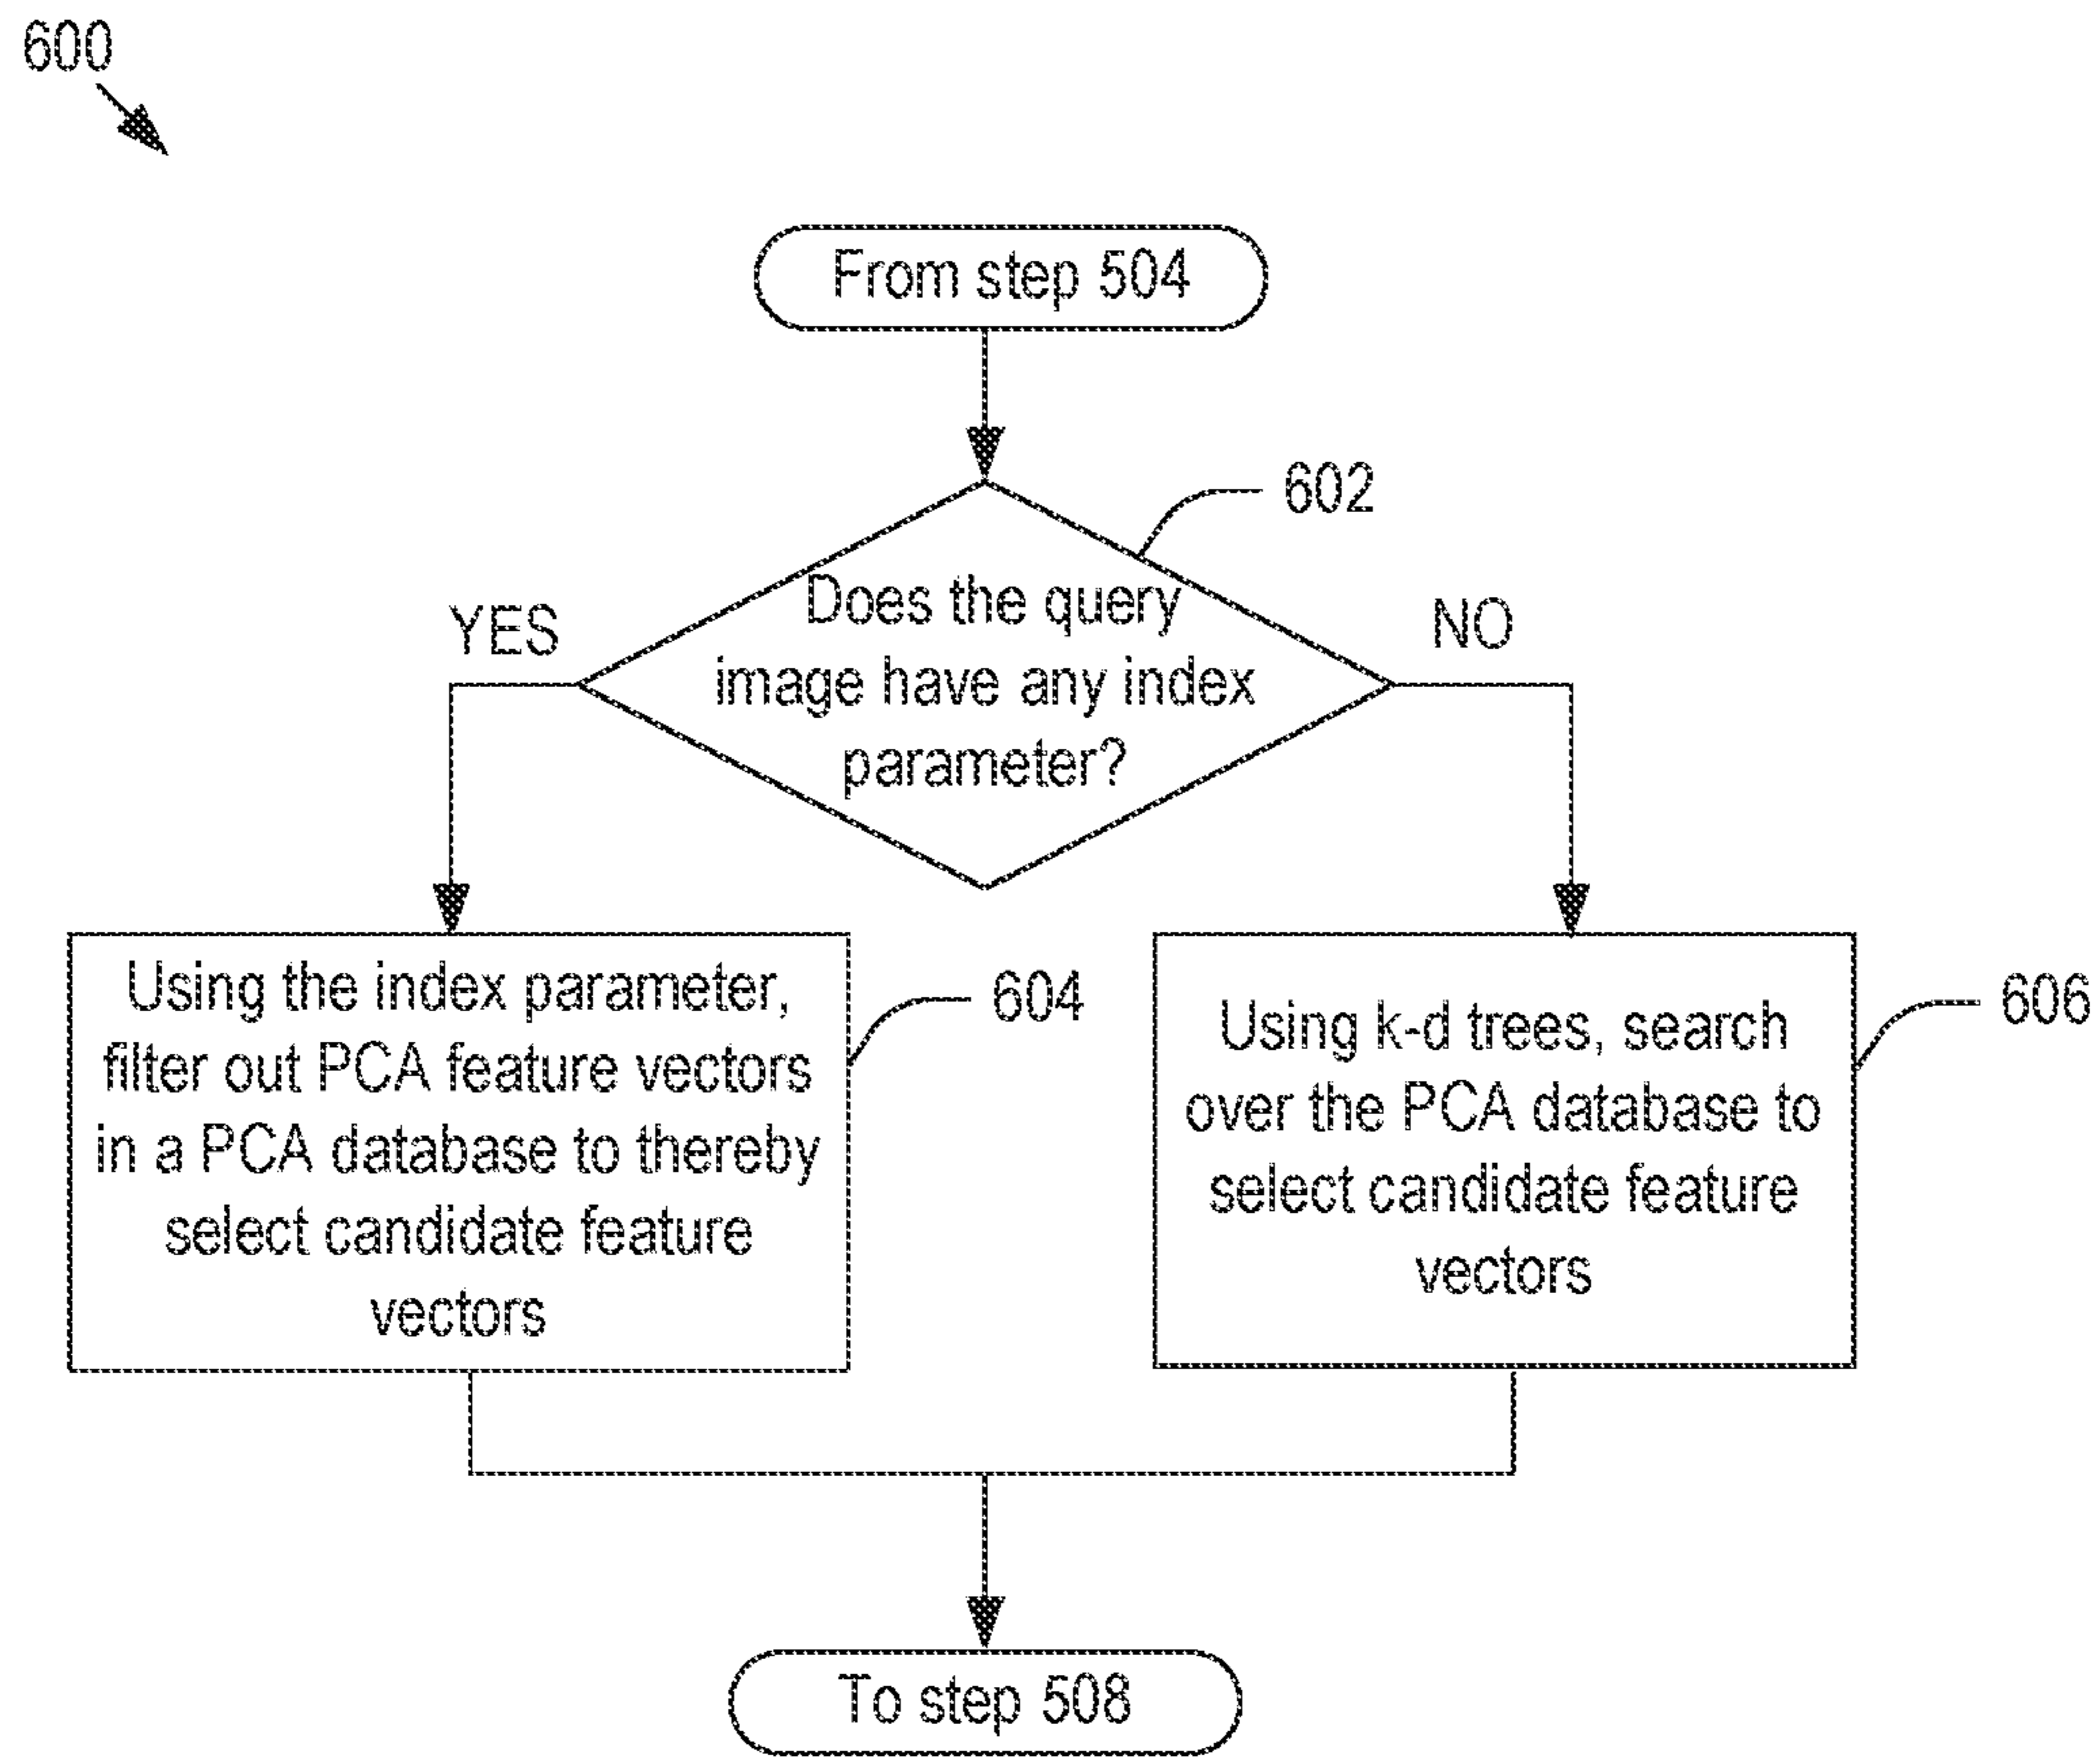 600
From step 504
602
Does the query
image have any index
parameter?
YES
NO
Using the index parameter,
filter out PCA feature vectors
in a PCA database to thereby
select candidate feature
vectors
604
Using k-d trees, search
over the PCA database to
select candidate feature
vectors
606
To step 508